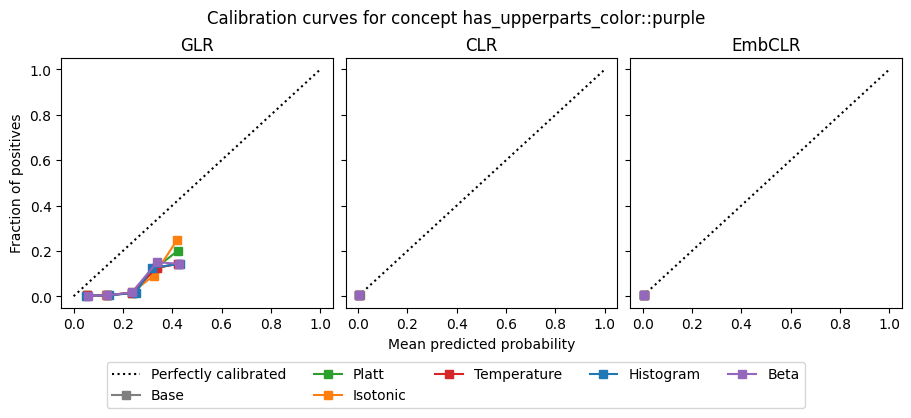 Calibration curves for concept has_upperparts_color::purple
GLR
CLR
EmbCLR
1.0
0.8
0.6
0.4
0.2
0.0
Fraction of positives
0.0 0.2 0.4 0.6 0.8 1.0
0.0 0.2 0.4 0.6 0.8 1.0
0.0 0.2 0.4 0.6 0.8 1.0
Mean predicted probability
Perfectly calibrated
Base
Platt
Isotonic
Temperature
Histogram
Beta